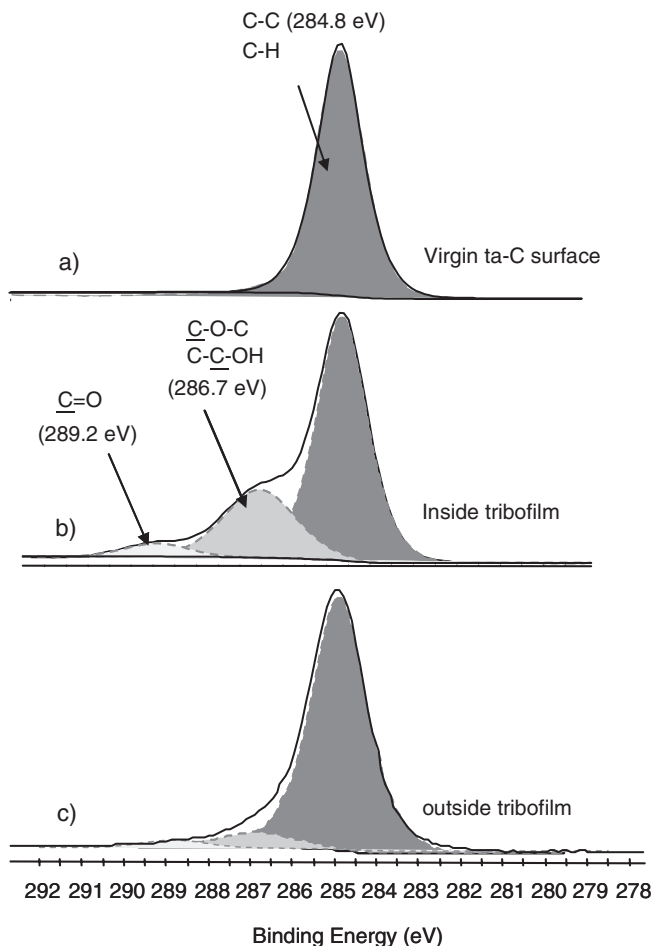 C-C (284.8 eV)
C-H
a)
Virgin ta-C surface
C-O-C
C-C-OH
(286.7 eV)
C=O
(289.2 eV)
b)
Inside tribofilm
c)
outside tribofilm
292 291 290 289 288 287 286 285 284 283 282 281 280 279 278
Binding Energy (eV)